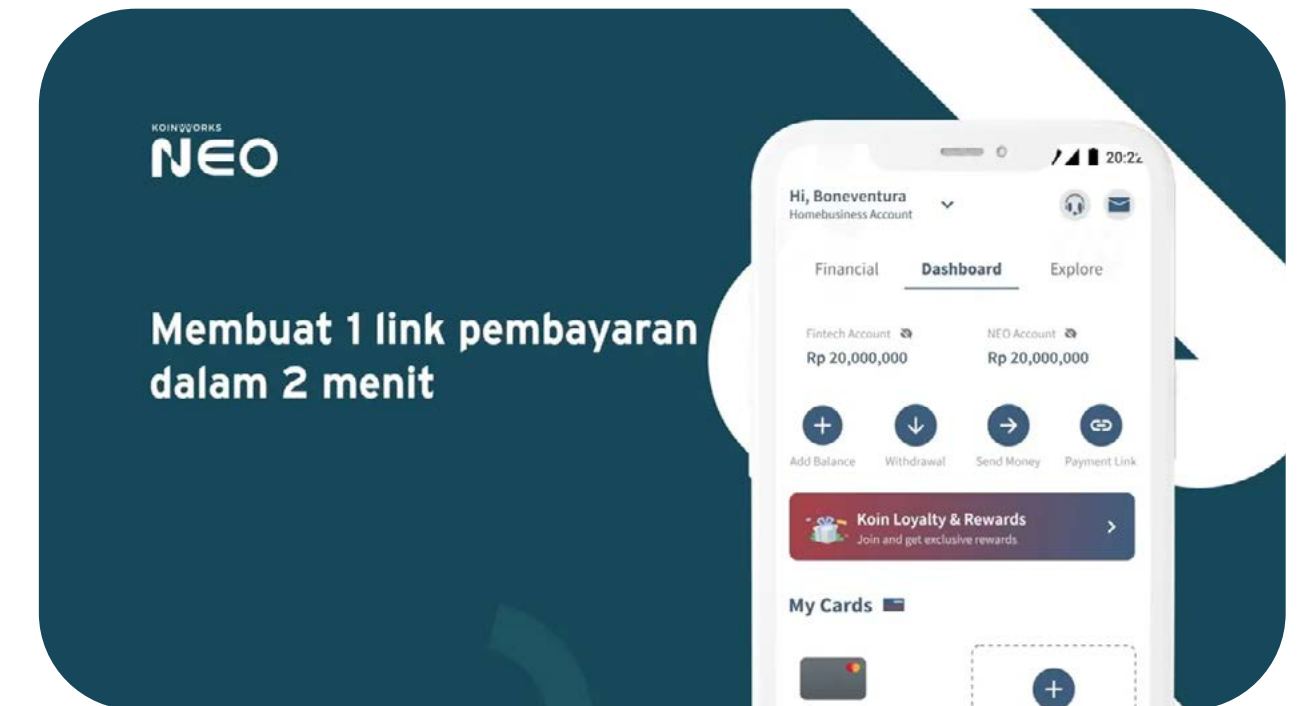 KOINWORKS
NEO
Membuat 1 link pembayaran
dalam 2 menit
20:22
Hi, Boneventura
Homebusiness Account
Financial Dashboard Explore
Fintech Account NEO Account
Rp 20,000,000 Rp 20,000,000
Add Balance Withdrawal Send Money Payment Link
Koin Loyalty & Rewards
Join and get exclusive rewards
My Cards